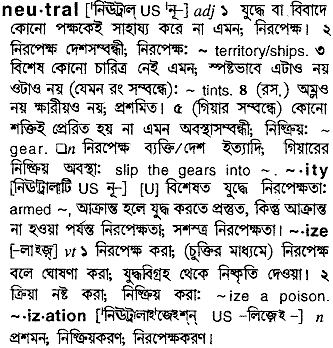 neu·tral ['নিউট্রাল্ US 'নূ-] adj ১ যুদ্ধে বা বিবাদে
কোনো পক্ষকেই সাহায্য করে না এমন; নিরপেক্ষ। ২
নিরপেক্ষ দেশসম্বন্ধী; নিরপেক্ষ: ~ territory/ships. ৩
বিশেষ কোনো চারিত্র নেই এমন; স্পষ্টভাবে এটাও নয়
ওটাও নয় (যেমন রং সম্বন্ধে): ~ tints. ৪ (রস.) অম্লও
নয় ক্ষারীয়ও নয়; প্রশমিত। ৫ (গিয়ার সম্বন্ধে) কোনো
শক্তিই প্রেরিত হয় না এমন অবস্থাসম্বন্ধী; নিষ্ক্রিয়: ~
gear. □n নিরপেক্ষ ব্যক্তি/দেশ ইত্যাদি; গিয়ারের
নিষ্ক্রিয় অবস্থা: slip the gears into ~. ~·ity
[নিউট্র্যালটি US নূ-] [U] বিশেষত যুদ্ধে নিরপেক্ষতা:
armed ~, আক্রান্ত হলে যুদ্ধ করতে প্রস্তুত, কিন্তু আক্রান্ত
না হওয়া পর্যন্ত নিরপেক্ষতা; সশস্ত্র নিরপেক্ষতা। ~·ize
[-লাইজ়্] vt ১ নিরপেক্ষ করা; (চুক্তির মাধ্যমে) নিরপেক্ষ
বলে ঘোষণা করা; যুদ্ধবিগ্রহ থেকে নিষ্কৃতি দেওয়া। ২
ক্রিয়া নষ্ট করা; নিষ্ক্রিয় করা: ~ize a poison.
~·iz·ation ['নিউট্রালাই'জ়েইশ্ন্ US -লিজ়েই-] n
প্রশমন; নিষ্ক্রিয়করণ; নিরপেক্ষকরণ।